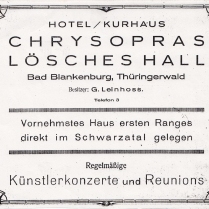 HOTEL/KURHAUS
CHRYSOPRAS
LÖSCHES HALL
Bad Blankenburg, Thüringerwald
Besitzer: G. Leinhoss.
Telefon 3
Vornehmstes Haus ersten Ranges
direkt im Schwarzatal gelegen
Regelmäßige
Künstlerkonzerte und Reunions